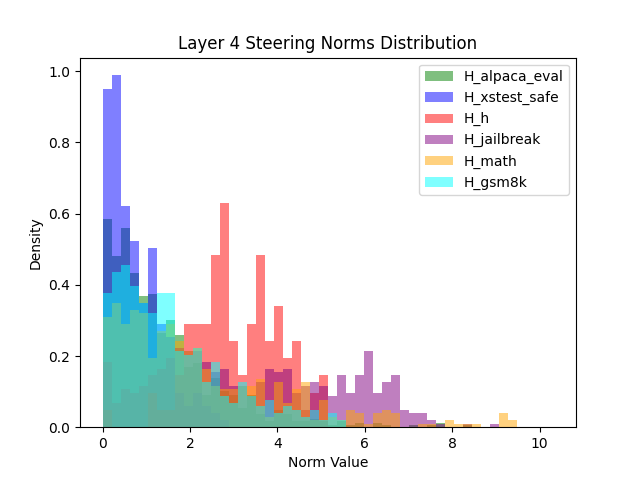 Layer 4 Steering Norms Distribution
H_alpaca_eval
H_xstest_safe
H_h
H_jailbreak
H_math
H_gsm8k
1.0
0.8
0.6
0.4
0.2
0.0
Density
0
2
4
6
8
10
Norm Value